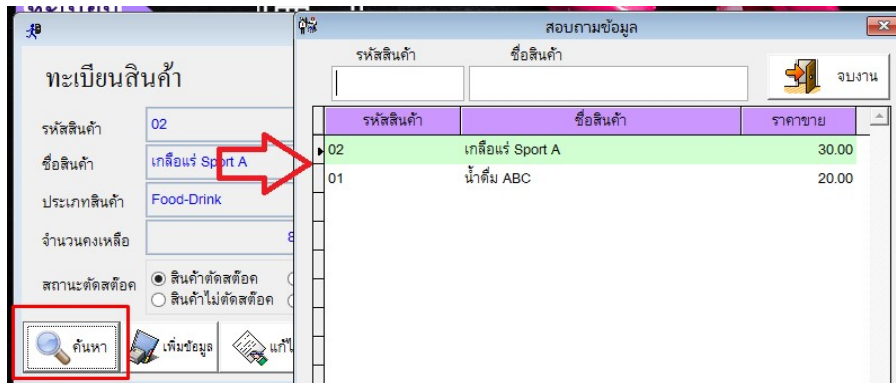 สอบถามข้อมูล
ทะเบียนสินค้า
รหัสสินค้า 02
ชื่อสินค้า เกลือแร่ Sport A
ประเภทสินค้า Food-Drink
จำนวนคงเหลือ 8
สถานะตัดสต๊อค สินค้าตัดสต๊อค
สินค้าไม่ตัดสต๊อค
ค้นหา เพิ่มข้อมูล
รหัสสินค้า ชื่อสินค้า
จบงาน
รหัสสินค้า ชื่อสินค้า ราคาขาย
02 เกลือแร่ Sport A 30.00
01 น้ำดื่ม ABC 20.00